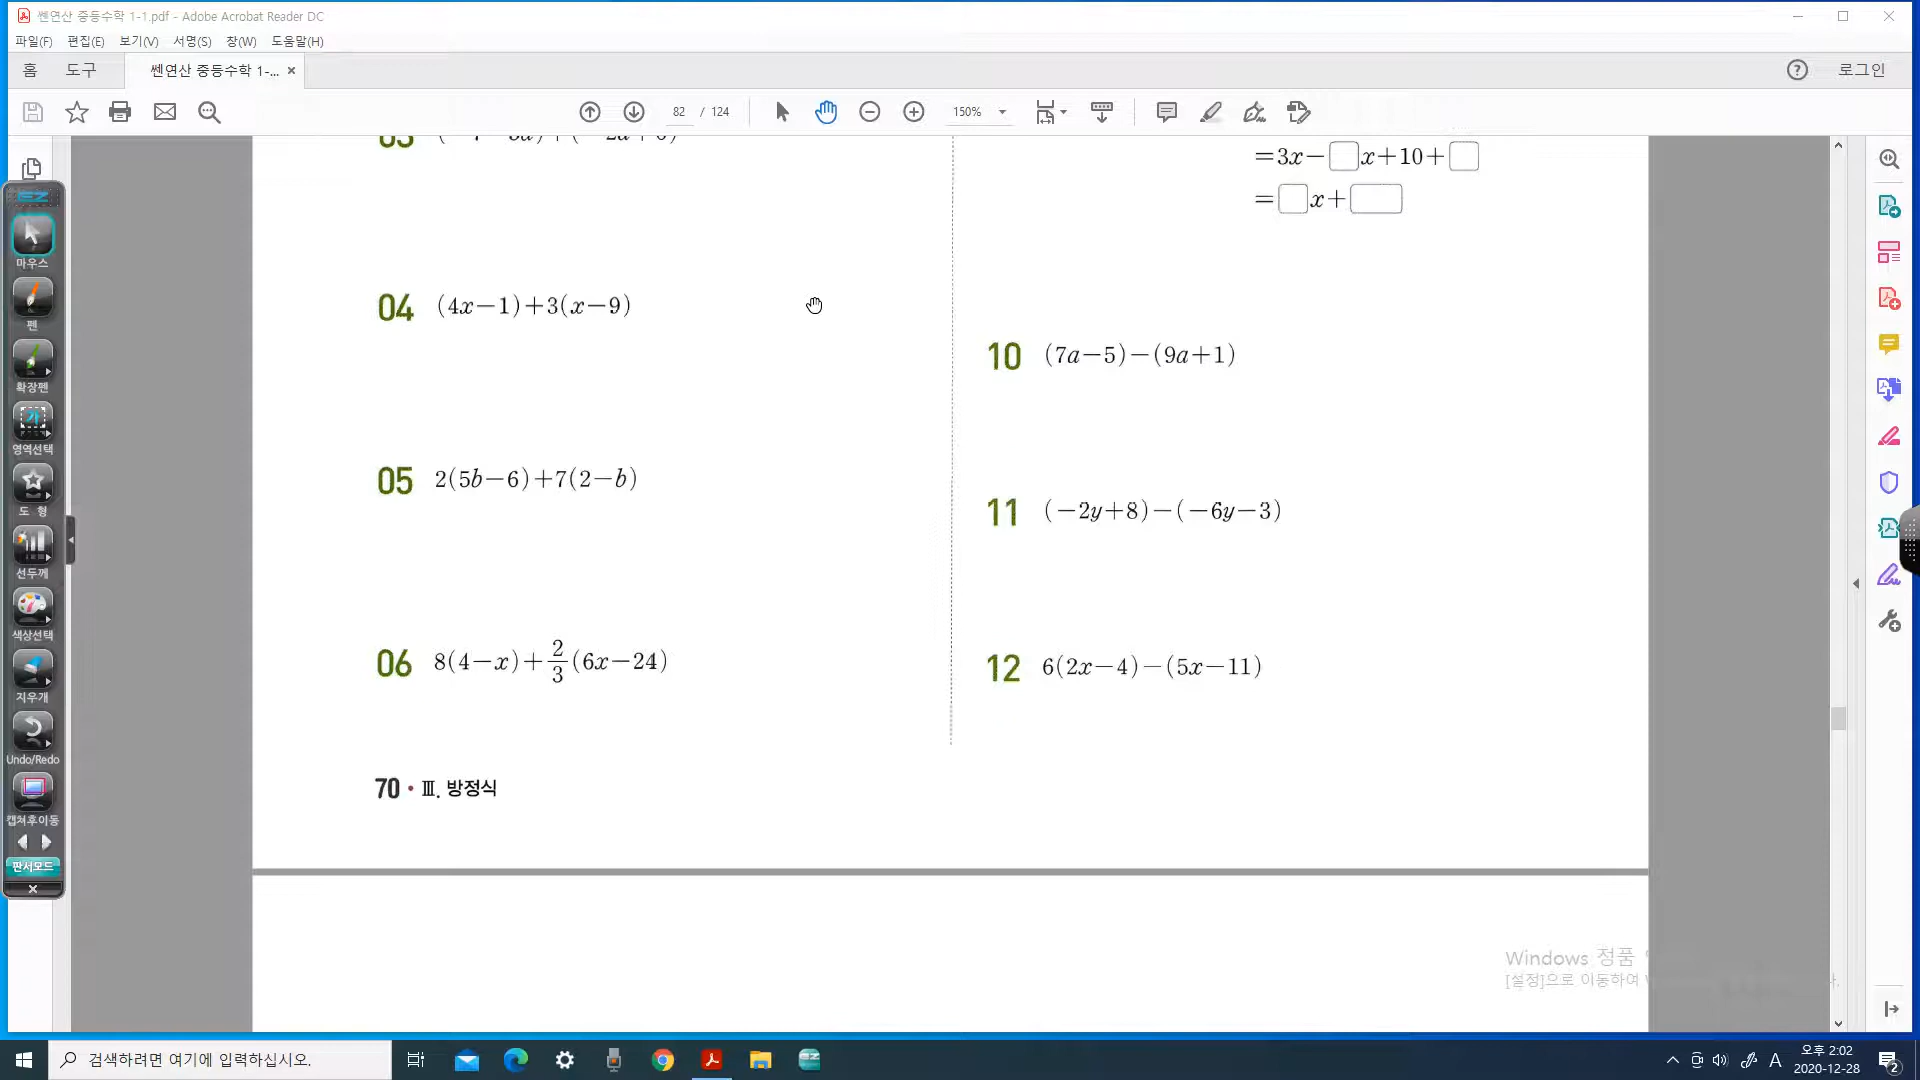 쎈연산 중등수학 1-1.pdf - Adobe Acrobat Reader DC
파일(F) 편집(E) 보기(V) 서명(S) 창(W) 도움말(H)
홈 도구 쎈연산 중등수학 1-... × 로그인
82 / 124 150%
03
=3x−□x+10+□
=□x+□
04 (4x−1)+3(x−9)
05 2(5b−6)+7(2−b)
06 8(4−x)+2/3(6x−24)
10 (7a−5)−(9a+1)
11 (−2y+8)−(−6y−3)
12 6(2x−4)−(5x−11)
70 • Ⅲ. 방정식
EZ
마우스
펜
확장펜
가
영역선택
도 형
선두께
색상선택
지우개
Undo/Redo
캡쳐후이동
판서모드
Windows 정품
[설정]으로 이동하여
검색하려면 여기에 입력하십시오.
EZ
A
오후 2:02
2020-12-28
2